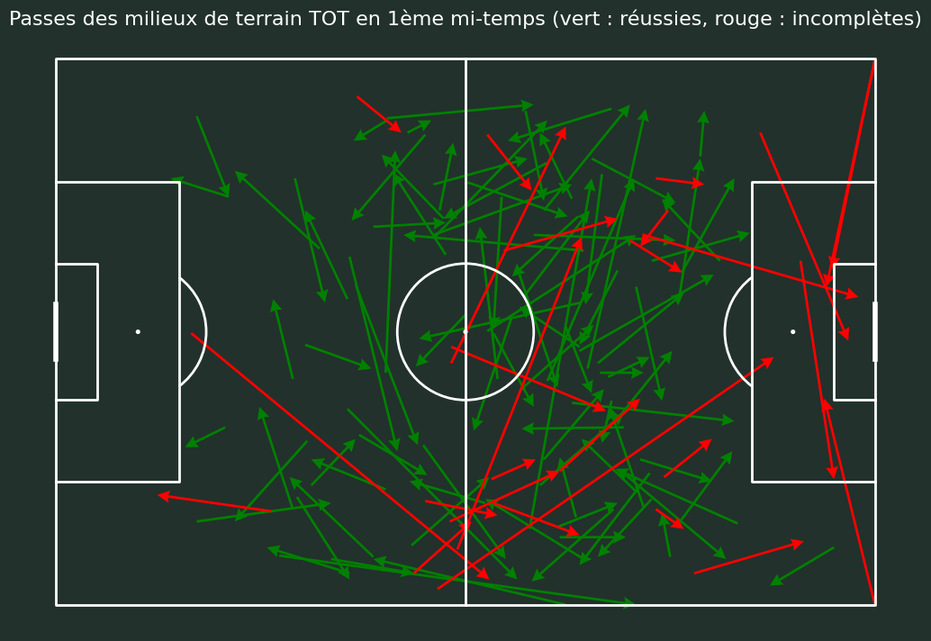 Passes des milieux de terrain TOT en 1ème mi-temps (vert : réussies, rouge : incomplètes)